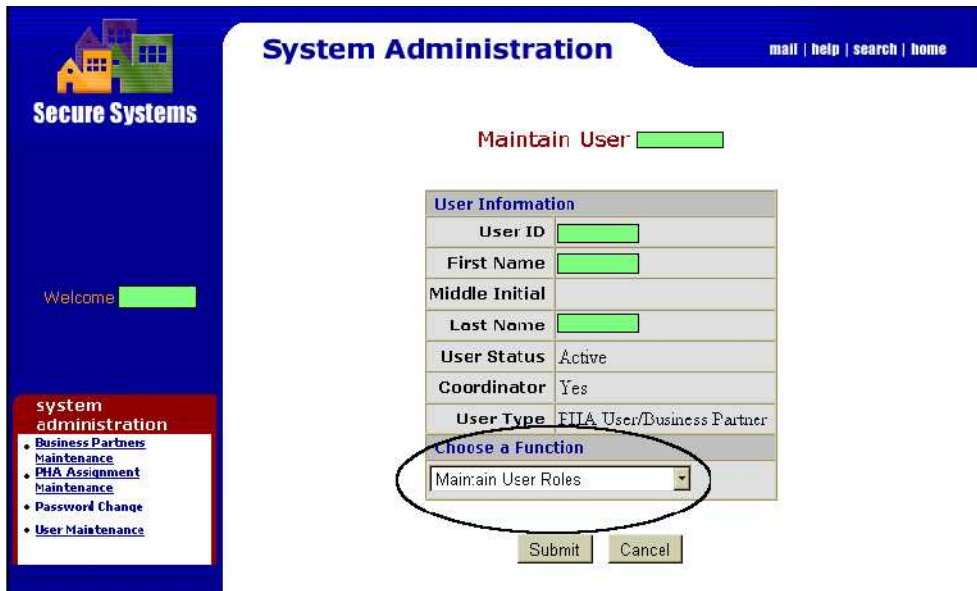 System Administration
mail | help | search | home
Secure Systems
Maintain User
User Information
User ID
First Name
Middle Initial
Last Name
User Status Active
Coordinator Yes
User Type FHA User/Business Partner
Choose a Function
Maintain User Roles
Submit Cancel
Welcome
system
administration
• Business Partners
Maintenance
• PHA Assignment
Maintenance
• Password Change
• User Maintenance